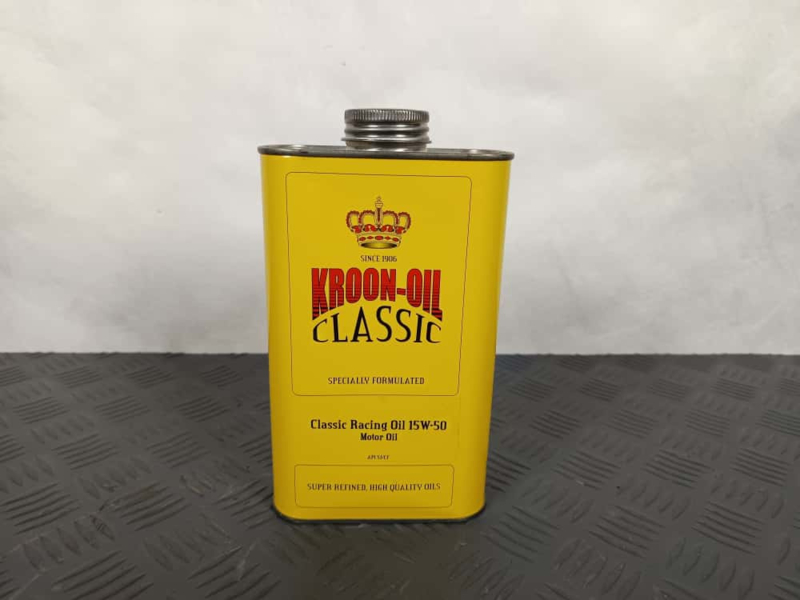 SINCE 1906
KROON-OIL
CLASSIC
SPECIALLY FORMULATED
Classic Racing Oil 15W-50
Motor Oil
SUPER REFINED, HIGH QUALITY OILS